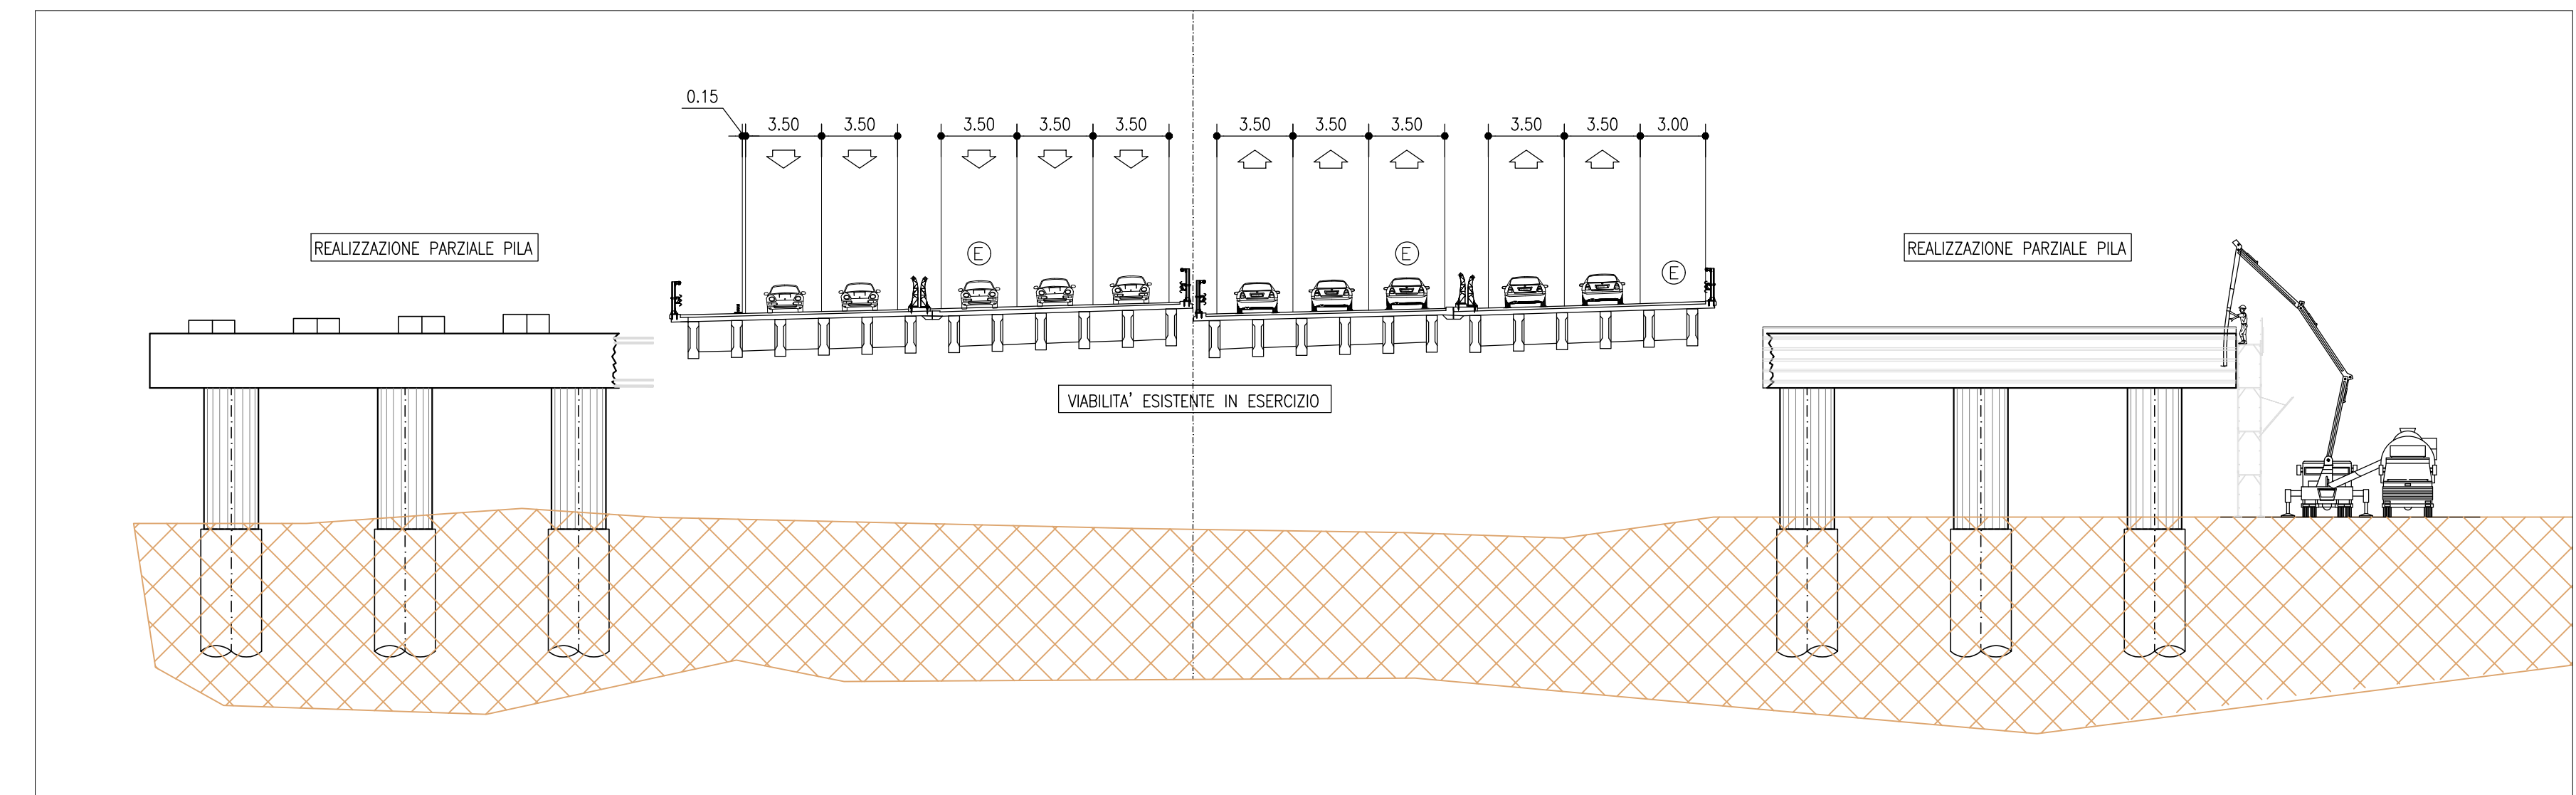 0.15
3.50 3.50 3.50 3.50 3.50 3.50 3.50 3.50 3.50 3.50 3.00
REALIZZAZIONE PARZIALE PILA
E
E
E
REALIZZAZIONE PARZIALE PILA
VIABILITA' ESISTENTE IN ESERCIZIO